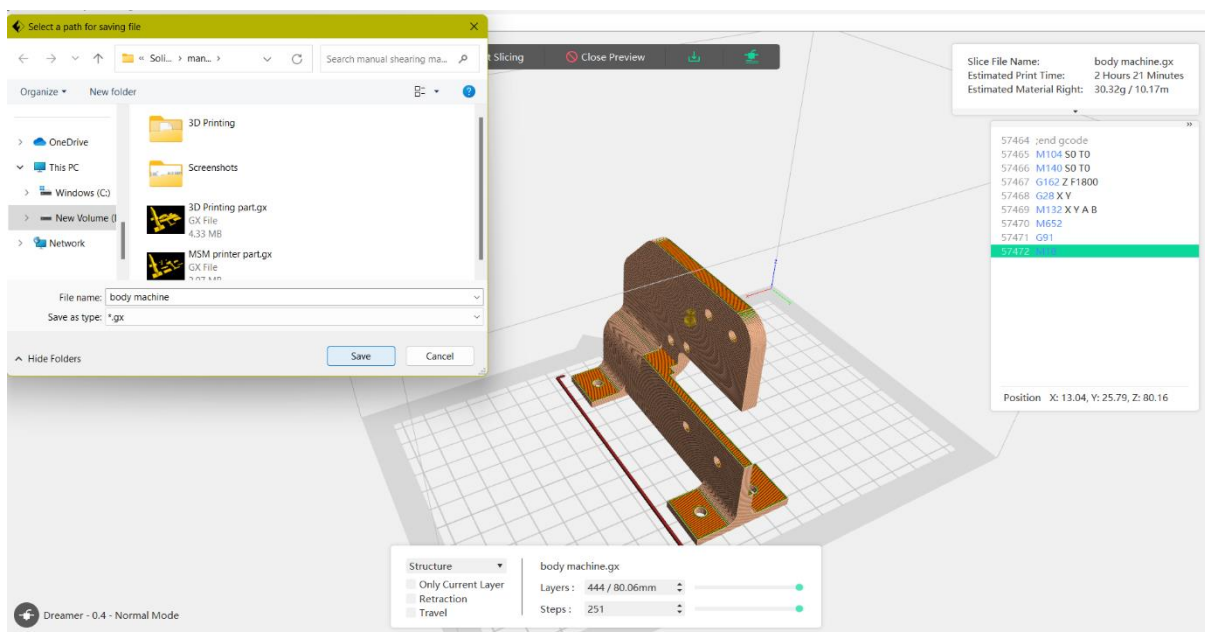 Select a path for saving file
« Soli... › man... ›
Search manual shearing ma...
Organize
New folder
OneDrive
This PC
Windows (C:)
New Volume (
Network
3D Printing
Screenshots
3D Printing part.gx
GX File
4.33 MB
MSM printer part.gx
GX File
File name: body machine
Save as type: *.gx
Hide Folders
Save
Cancel
t Slicing
Close Preview
Slice File Name: body machine.gx
Estimated Print Time: 2 Hours 21 Minutes
Estimated Material Right: 30.32g / 10.17m
57464 ;end gcode
57465 M104 S0 T0
57466 M140 S0 T0
57467 G162 Z F1800
57468 G28 X Y
57469 M132 X Y A B
57470 M652
57471 G91
57472 M18
Position X: 13.04, Y: 25.79, Z: 80.16
Structure
Only Current Layer
Retraction
Travel
body machine.gx
Layers : 444 / 80.06mm
Steps : 251
Dreamer - 0.4 - Normal Mode